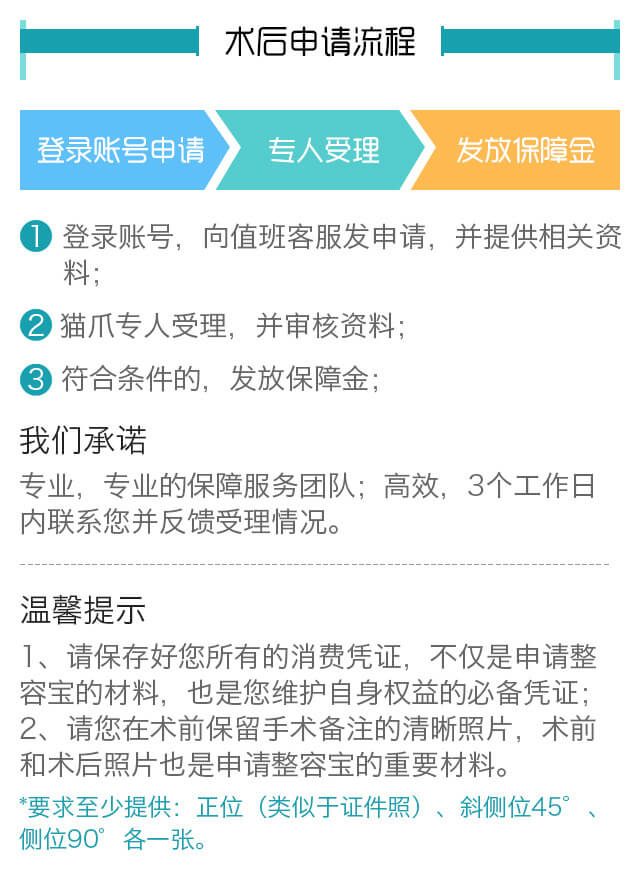 术后申请流程
登录账号申请
专人受理
发放保障金
1 登录账号，向值班客服发申请，并提供相关资
料；
2 猫爪专人受理，并审核资料；
3 符合条件的，发放保障金；
我们承诺
专业，专业的保障服务团队；高效，3个工作日
内联系您并反馈受理情况。
温馨提示
1、请保存好您所有的消费凭证，不仅是申请整
容宝的材料，也是您维护自身权益的必备凭证；
2、请您在术前保留手术备注的清晰照片，术前
和术后照片也是申请整容宝的重要材料。
*要求至少提供：正位（类似于证件照）、斜侧位45°、
侧位90°各一张。